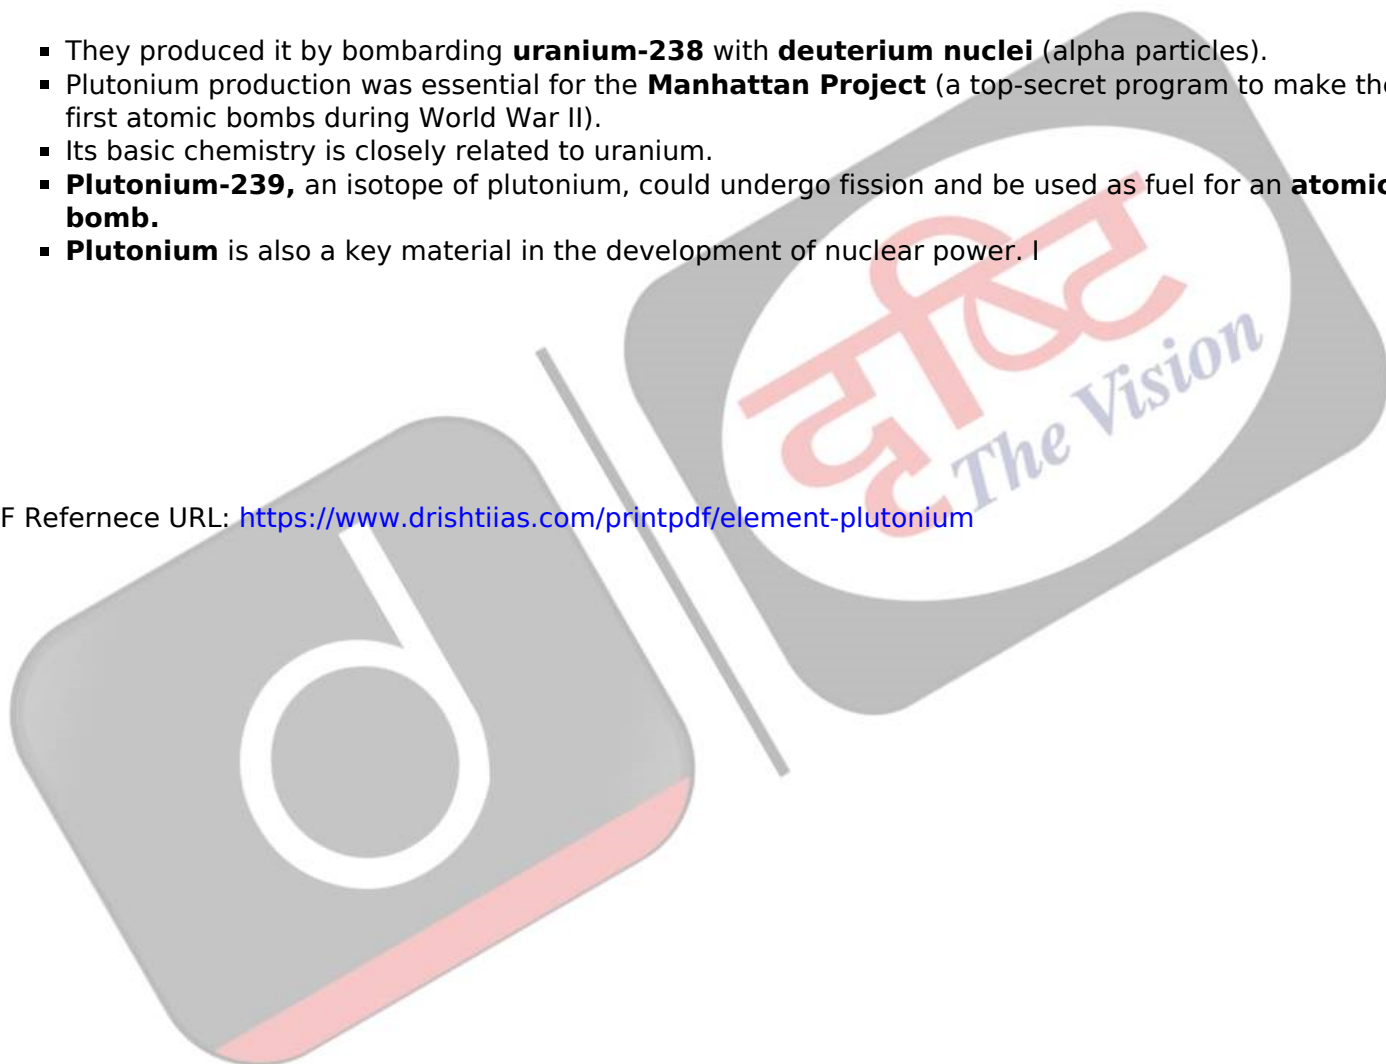 ▪ They produced it by bombarding uranium-238 with deuterium nuclei (alpha particles).
▪ Plutonium production was essential for the Manhattan Project (a top-secret program to make the
first atomic bombs during World War II).
▪ Its basic chemistry is closely related to uranium.
▪ Plutonium-239, an isotope of plutonium, could undergo fission and be used as fuel for an atomic
bomb.
▪ Plutonium is also a key material in the development of nuclear power. I
दृष्टि
The Vision
F Refernece URL: https://www.drishtiias.com/printpdf/element-plutonium
d